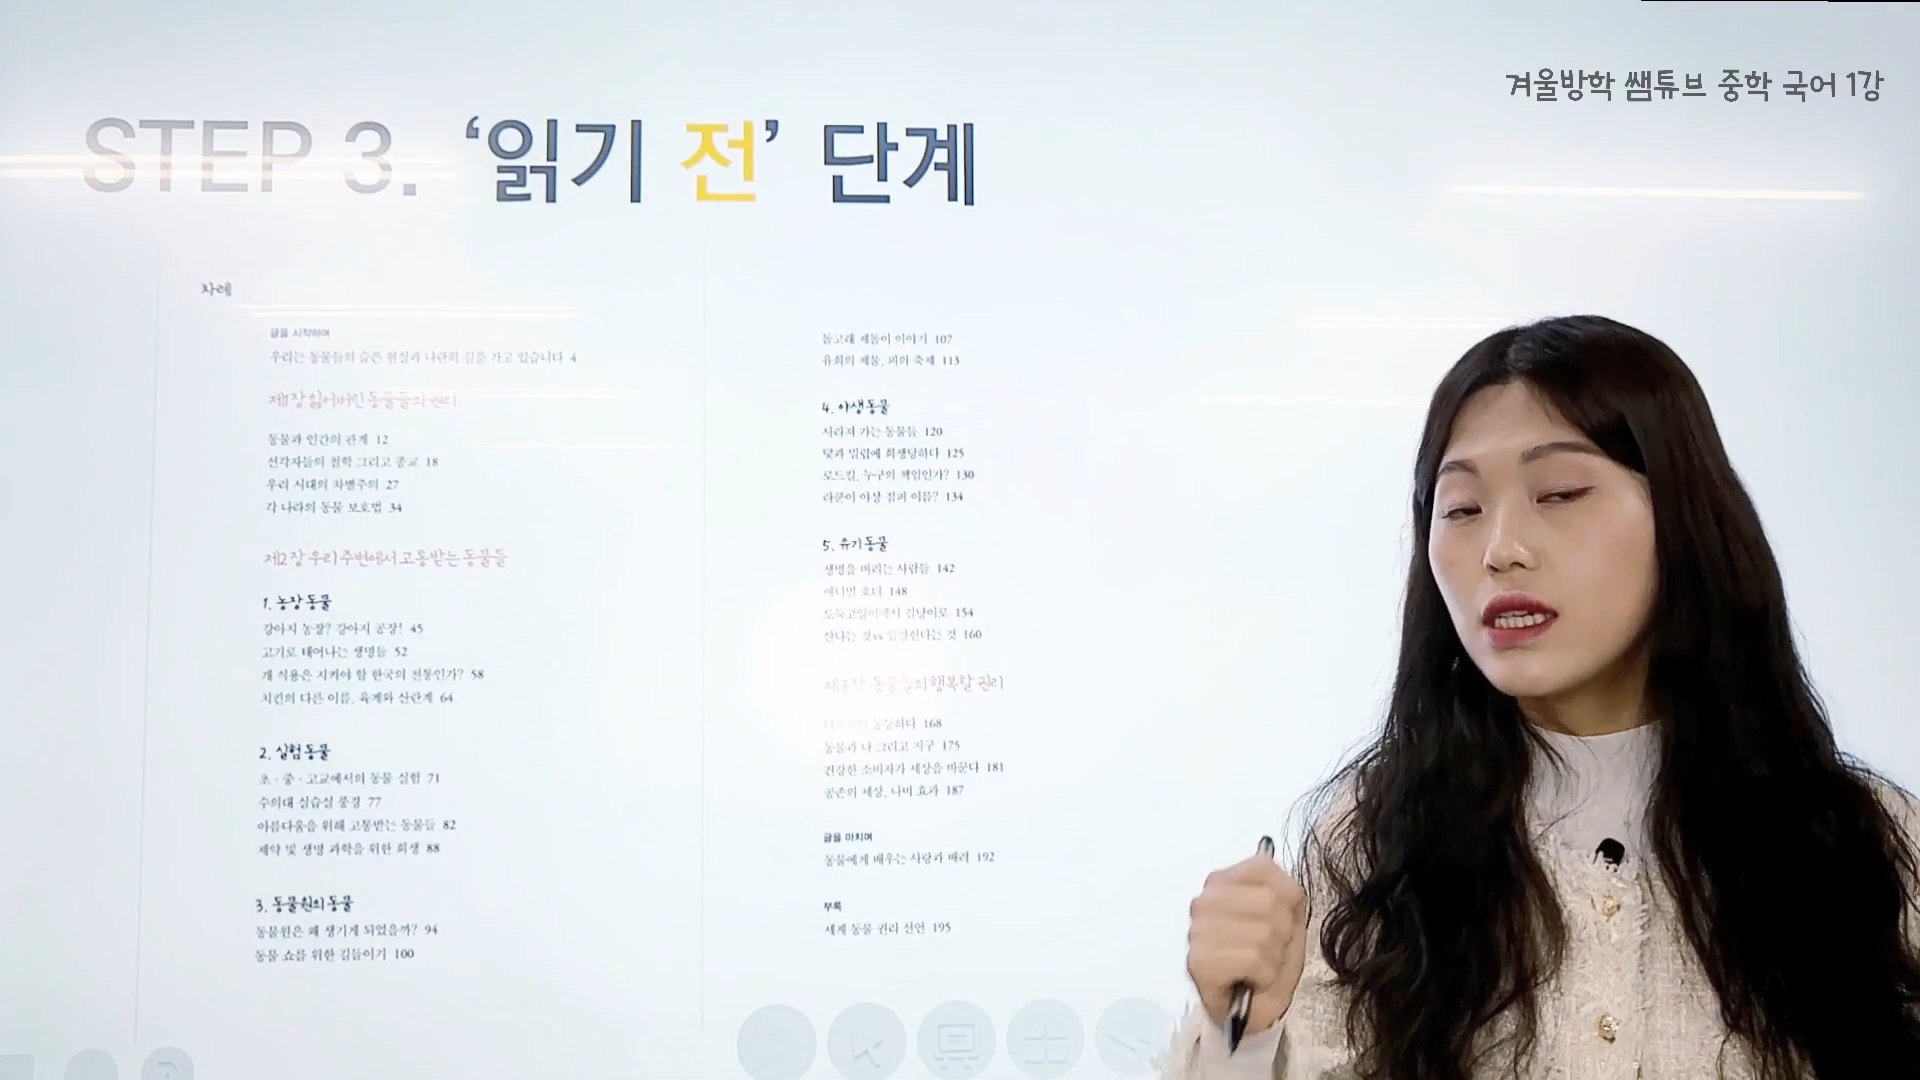 겨울방학 쌤튜브 중학 국어 1강
STEP 3. ‘읽기 전’ 단계
차례
글을 시작하며
우리는 동물들의 슬픈 현실과 나란히 길을 가고 있습니다 4
제1장 잃어버린 동물들의 권리
동물과 인간의 관계 12
선각자들의 철학 그리고 종교 18
우리 시대의 차별주의 27
각 나라의 동물 보호법 34
제2장 우리 주변에서 고통받는 동물들
1. 농장 동물
강아지 농장? 강아지 공장! 45
고기로 태어나는 생명들 52
개 식용은 지켜야 할 한국의 전통인가? 58
치킨의 다른 이름, 육계와 산란계 64
2. 실험 동물
초·중·고교에서의 동물 실험 71
수의대 실습실 풍경 77
아름다움을 위해 고통받는 동물들 82
제약 및 생명 과학을 위한 희생 88
3. 동물원의 동물
동물원은 왜 생기게 되었을까? 94
동물 쇼를 위한 길들이기 100
돌고래 제돌이 이야기 107
유희의 제물, 피의 축제 113
4. 야생 동물
사라져 가는 동물들 120
덫과 밀렵에 희생당하다 125
로드킬, 누구의 책임인가? 130
라쿤이 야상 점퍼 이름? 134
5. 유기 동물
생명을 버리는 사람들 142
애니멀 호더 148
도둑고양이에서 길냥이로 154
산다는 것 vs 입양한다는 것 160
제3장 동물들의 행복할 권리
동등하다 168
동물과 나 그리고 지구 175
건강한 소비자가 세상을 바꾼다 181
공존의 세상, 나비 효과 187
글을 마치며
동물에게 배우는 사랑과 배려 192
부록
세계 동물 권리 선언 195